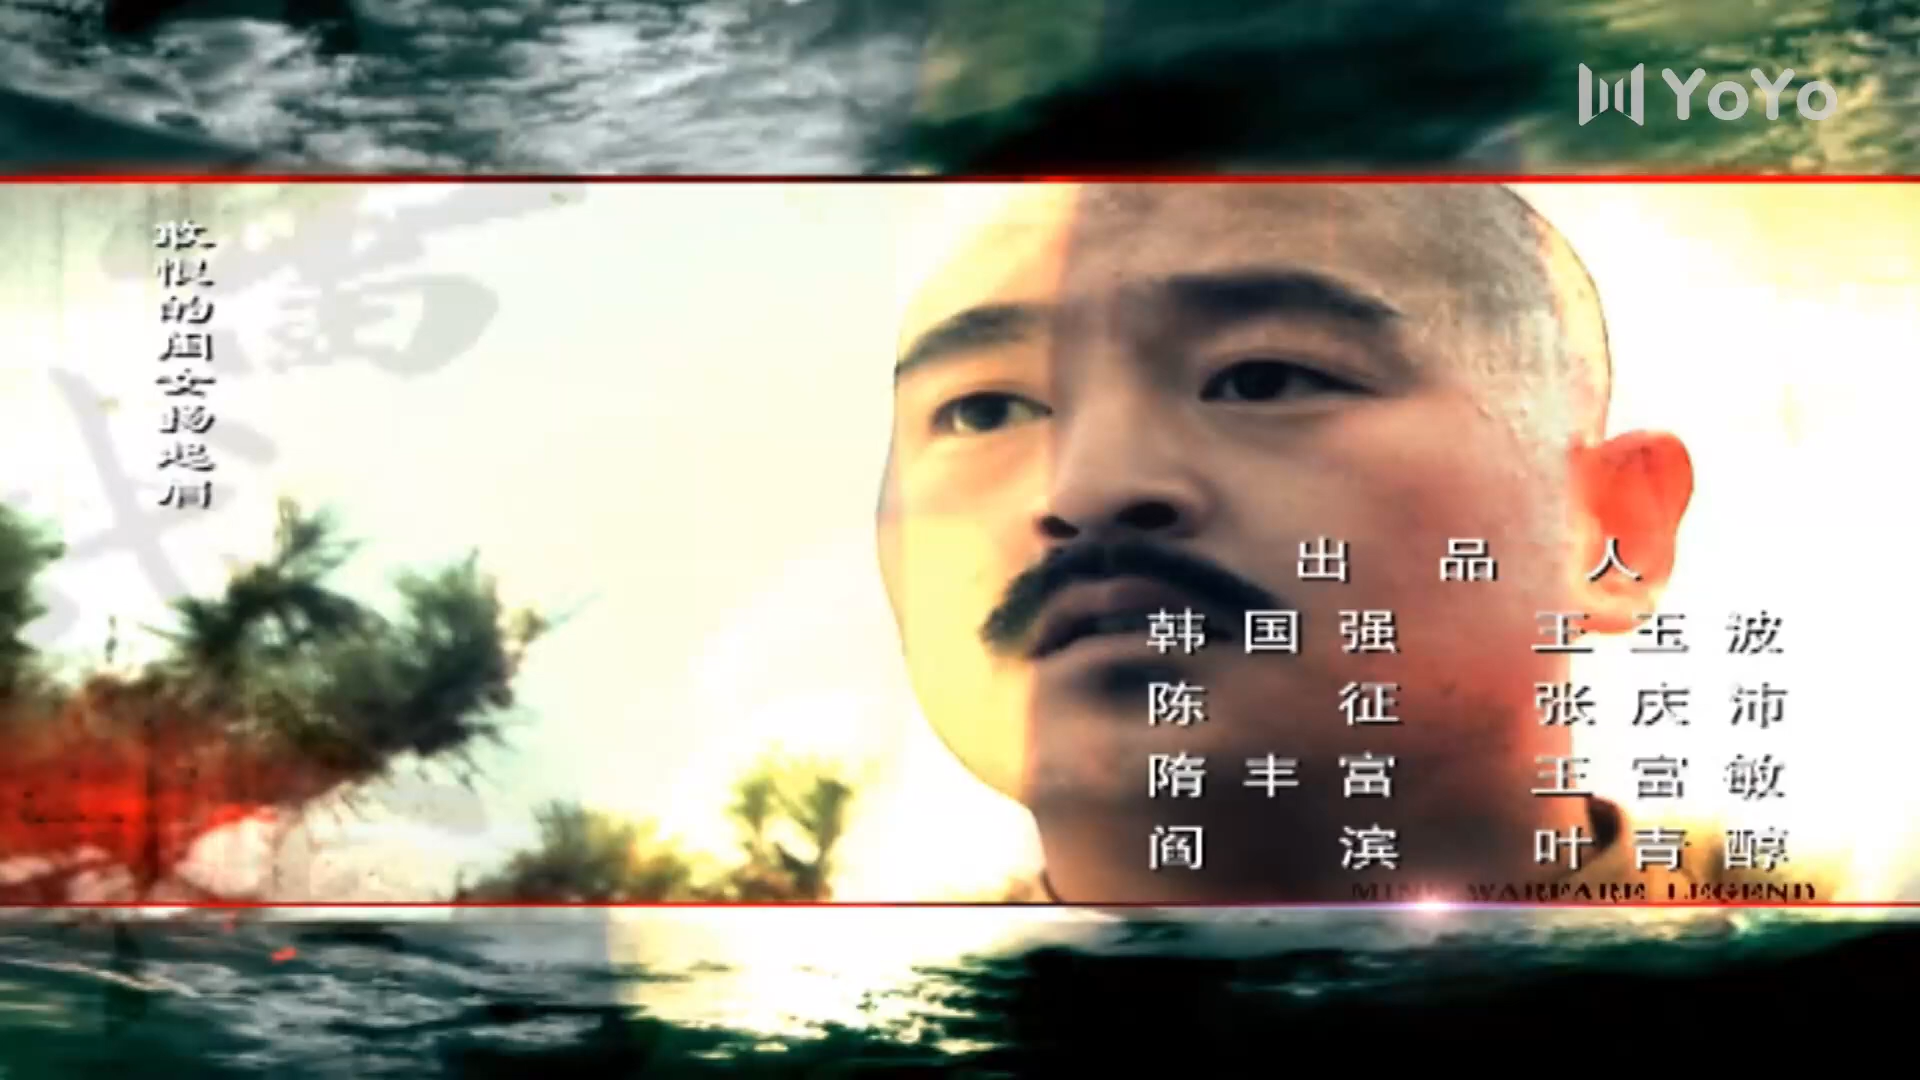 YoYo
敢恨的闺女扬起眉
出品人
韩国强 王玉波
陈征 张庆沛
隋丰富 王富敏
阎滨 叶青醇
MINE WARFARE LEGEND